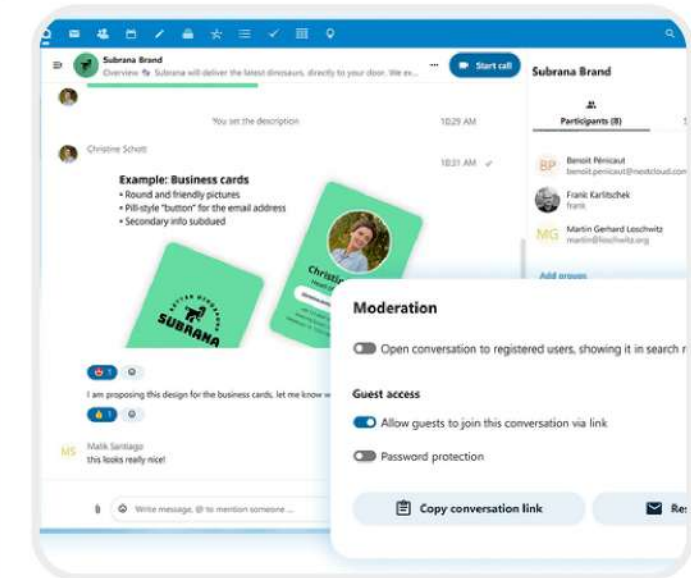 Subrana Brand
Overview Subrana will deliver the latest dinosaurs, directly to your door. We ex...
Start call
Subrana Brand
Participants (8)
You set the description
10:29 AM
Christine Schott
10:31 AM
Example: Business cards
• Round and friendly pictures
• Pill-style "button" for the email address
• Secondary info subdued
SUBRANA
Christin
Head of
BP
Benoit Pénicaut
benoit.penicaut@nextcloud.com
Frank Karlitschek
frank
MG
Martin Gerhard Loschwitz
martin@loschwitz.org
Add groups
1
I am proposing this design for the business cards, let me know w
1
MS
Malik Santiago
this looks really nice!
Write message, @ to mention someone ...
Moderation
Open conversation to registered users, showing it in search r
Guest access
Allow guests to join this conversation via link
Password protection
Copy conversation link
Res